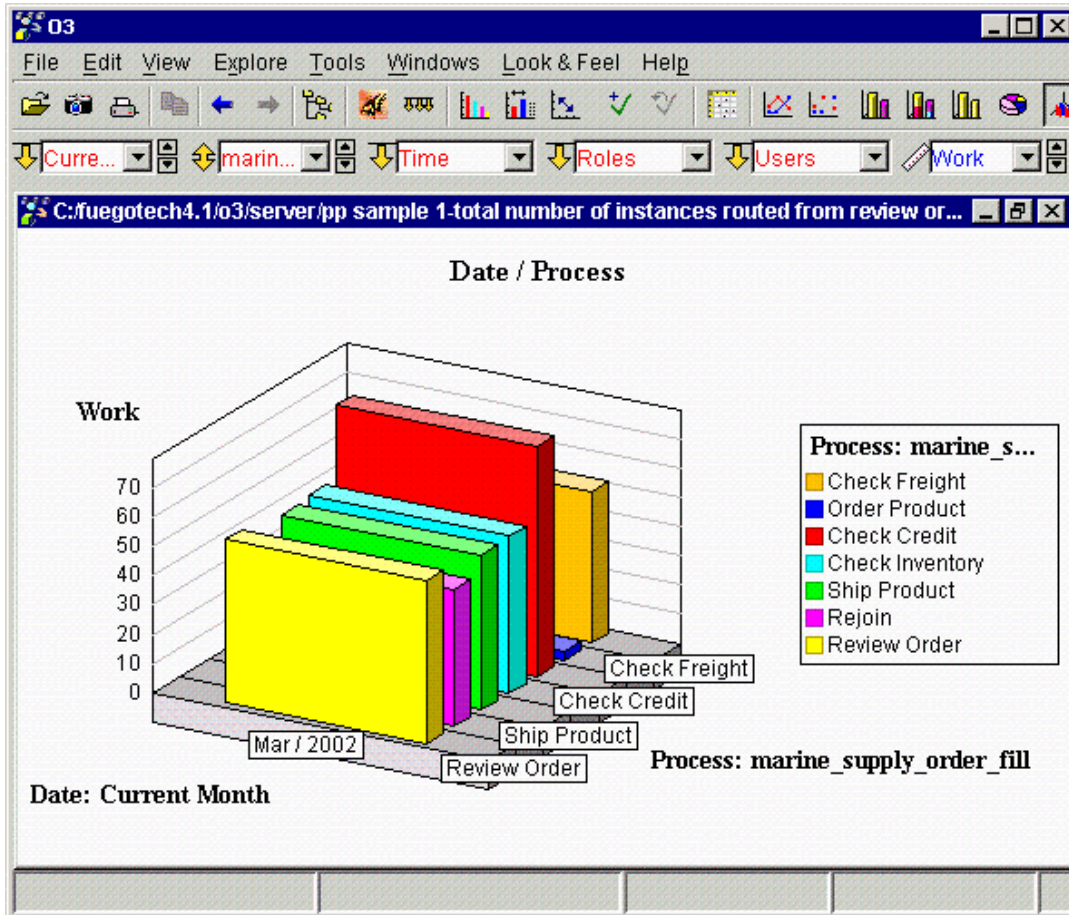 O3
File Edit View Explore Tools Windows Look & Feel Help
Curre... marin... Time Roles Users Work
C:/fuegotech4.1/o3/server/pp sample 1-total number of instances routed from review or...
Date / Process
Work
70
60
50
40
30
20
10
0
Process: marine_s...
Check Freight
Order Product
Check Credit
Check Inventory
Ship Product
Rejoin
Review Order
Check Freight
Check Credit
Ship Product
Mar / 2002
Review Order
Process: marine_supply_order_fill
Date: Current Month